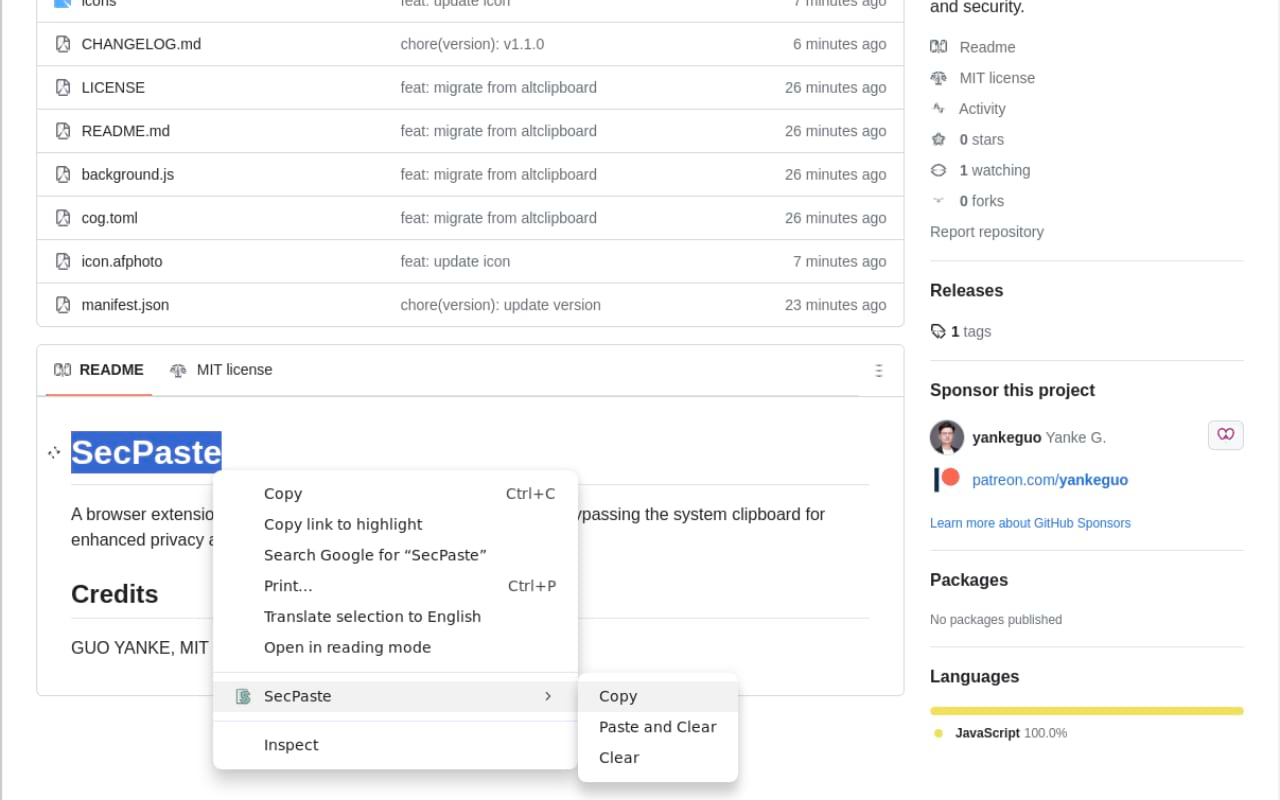 icons feat: update icon 7 minutes ago
CHANGELOG.md chore(version): v1.1.0 6 minutes ago
LICENSE feat: migrate from altclipboard 26 minutes ago
README.md feat: migrate from altclipboard 26 minutes ago
background.js feat: migrate from altclipboard 26 minutes ago
cog.toml feat: migrate from altclipboard 26 minutes ago
icon.afphoto feat: update icon 7 minutes ago
manifest.json chore(version): update version 23 minutes ago
README MIT license
SecPaste
A browser extensio
ypassing the system clipboard for
enhanced privacy a
Credits
GUO YANKE, MIT
Copy Ctrl+C
Copy link to highlight
Search Google for “SecPaste”
Print... Ctrl+P
Translate selection to English
Open in reading mode
SecPaste
Inspect
Copy
Paste and Clear
Clear
and security.
Readme
MIT license
Activity
0 stars
1 watching
0 forks
Report repository
Releases
1 tags
Sponsor this project
yankeguo Yanke G.
patreon.com/yankeguo
Learn more about GitHub Sponsors
Packages
No packages published
Languages
JavaScript 100.0%